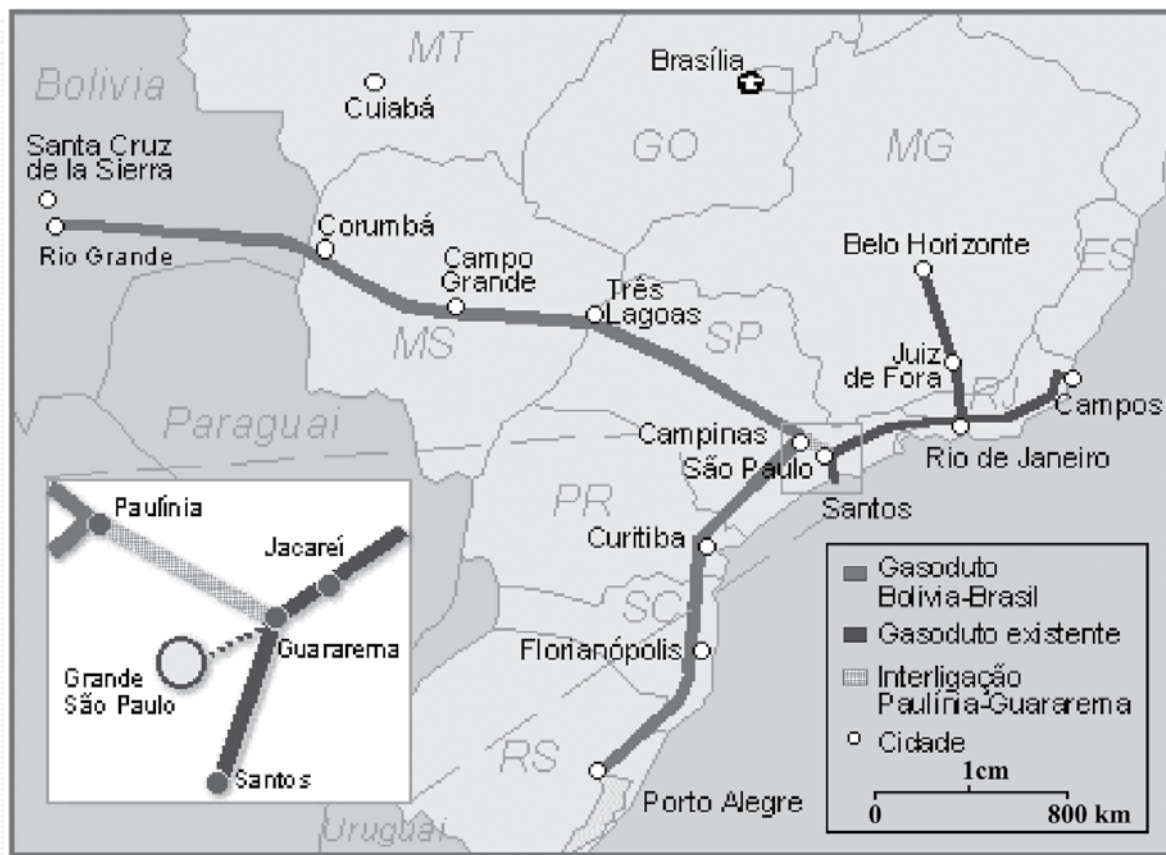 MT
Brasília
Bolivia
Cuiabá
Santa Cruz
de la Sierra
GO
MG
Rio Grande
Corumbá
Campo
Grande
Três
Lagoas
Belo Horizonte
ES
MS
SP
Juiz
de Fora
RJ
Campos
Paraguai
Campinas
São Paulo
Rio de Janeiro
Santos
PR
Curitiba
SC
Florianópolis
RS
Porto Alegre
Uruguai
Paulínia
Jacareí
Guararema
Grande
São Paulo
Santos
Gasoduto
Bolivia-Brasil
Gasoduto existente
Interligação
Paulínia-Guararema
Cidade
1cm
0 800 km